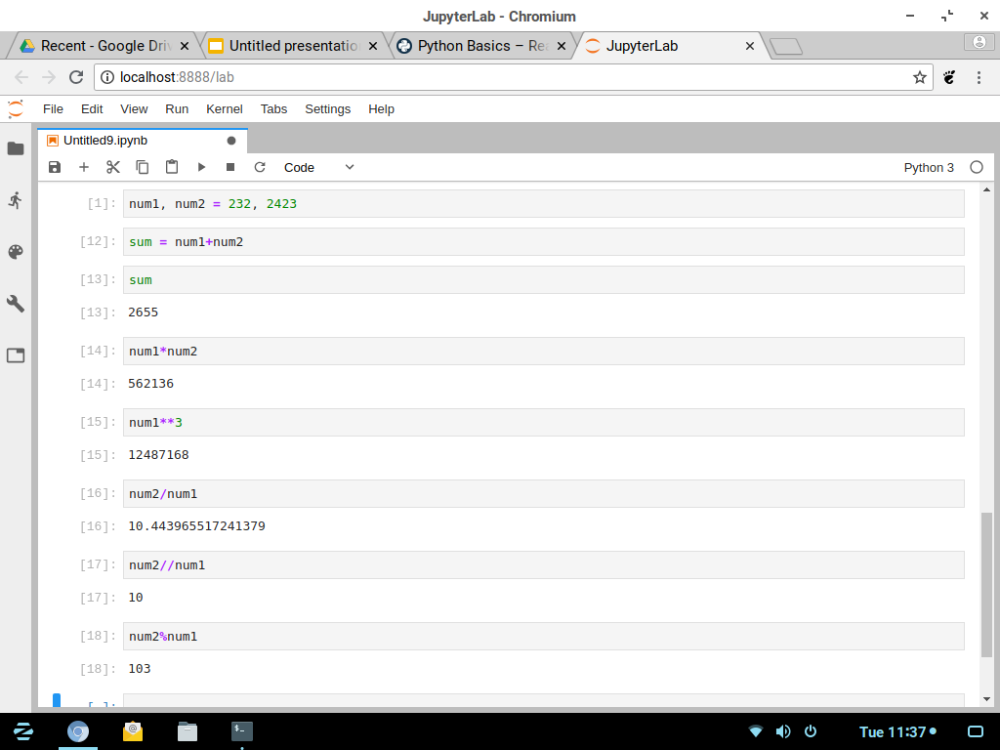 JupyterLab - Chromium
Recent - Google Driv
Untitled presentatio
Python Basics – Re
JupyterLab
localhost:8888/lab
File Edit View Run Kernel Tabs Settings Help
Untitled9.ipynb
Code
Python 3
[1]: num1, num2 = 232, 2423
[12]: sum = num1+num2
[13]: sum
[13]: 2655
[14]: num1*num2
[14]: 562136
[15]: num1**3
[15]: 12487168
[16]: num2/num1
[16]: 10.443965517241379
[17]: num2//num1
[17]: 10
[18]: num2%num1
[18]: 103
[ ]:
Tue 11:37